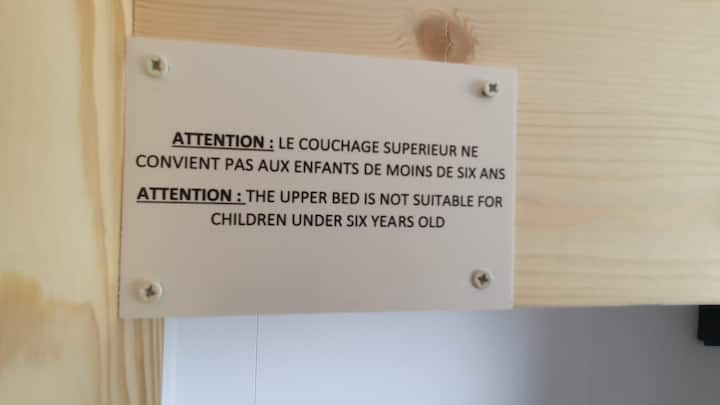 ATTENTION : LE COUCHAGE SUPERIEUR NE
CONVIENT PAS AUX ENFANTS DE MOINS DE SIX ANS
ATTENTION : THE UPPER BED IS NOT SUITABLE FOR
CHILDREN UNDER SIX YEARS OLD